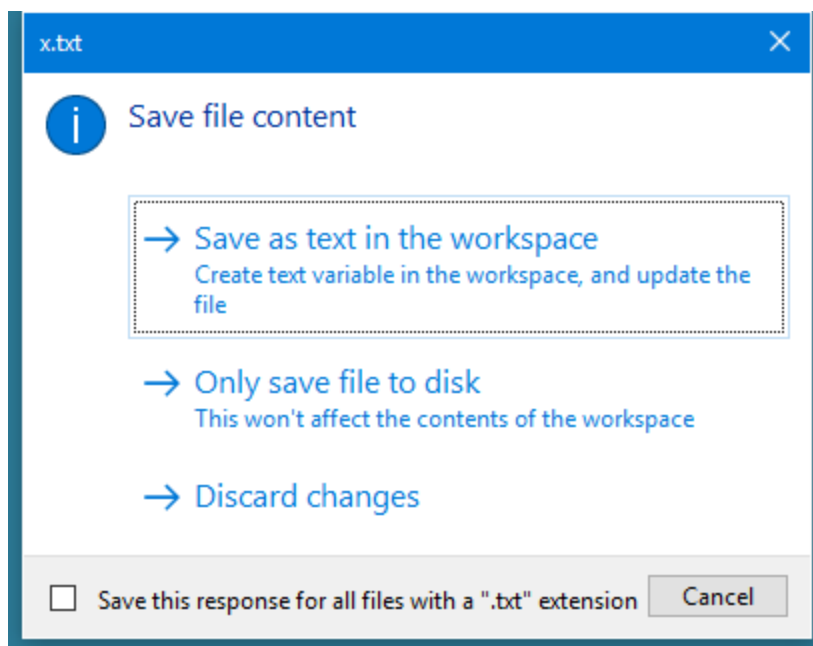 x.txt
Save file content
Save as text in the workspace
Create text variable in the workspace, and update the
file
Only save file to disk
This won't affect the contents of the workspace
Discard changes
Save this response for all files with a ".txt" extension
Cancel